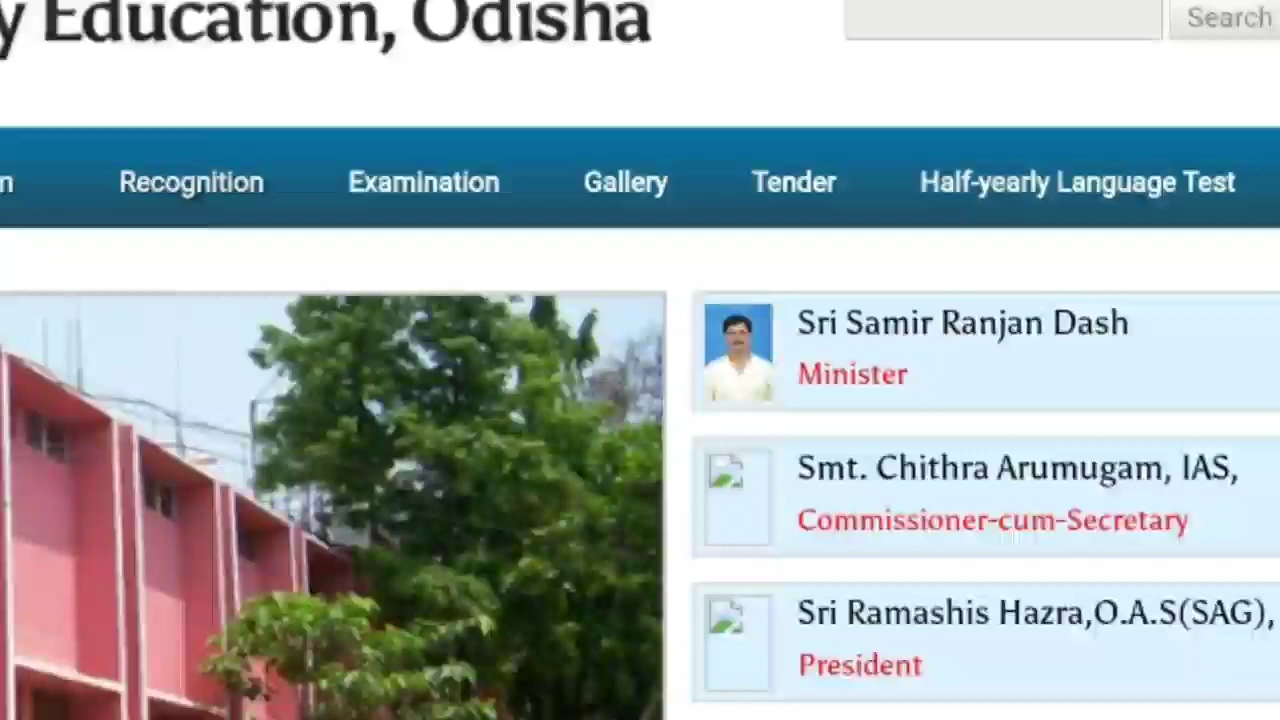 y Education, Odisha
Search
n Recognition Examination Gallery Tender Half-yearly Language Test
Sri Samir Ranjan Dash
Minister
Smt. Chithra Arumugam, IAS,
Commissioner-cum-Secretary
Sri Ramashis Hazra,O.A.S(SAG),
President